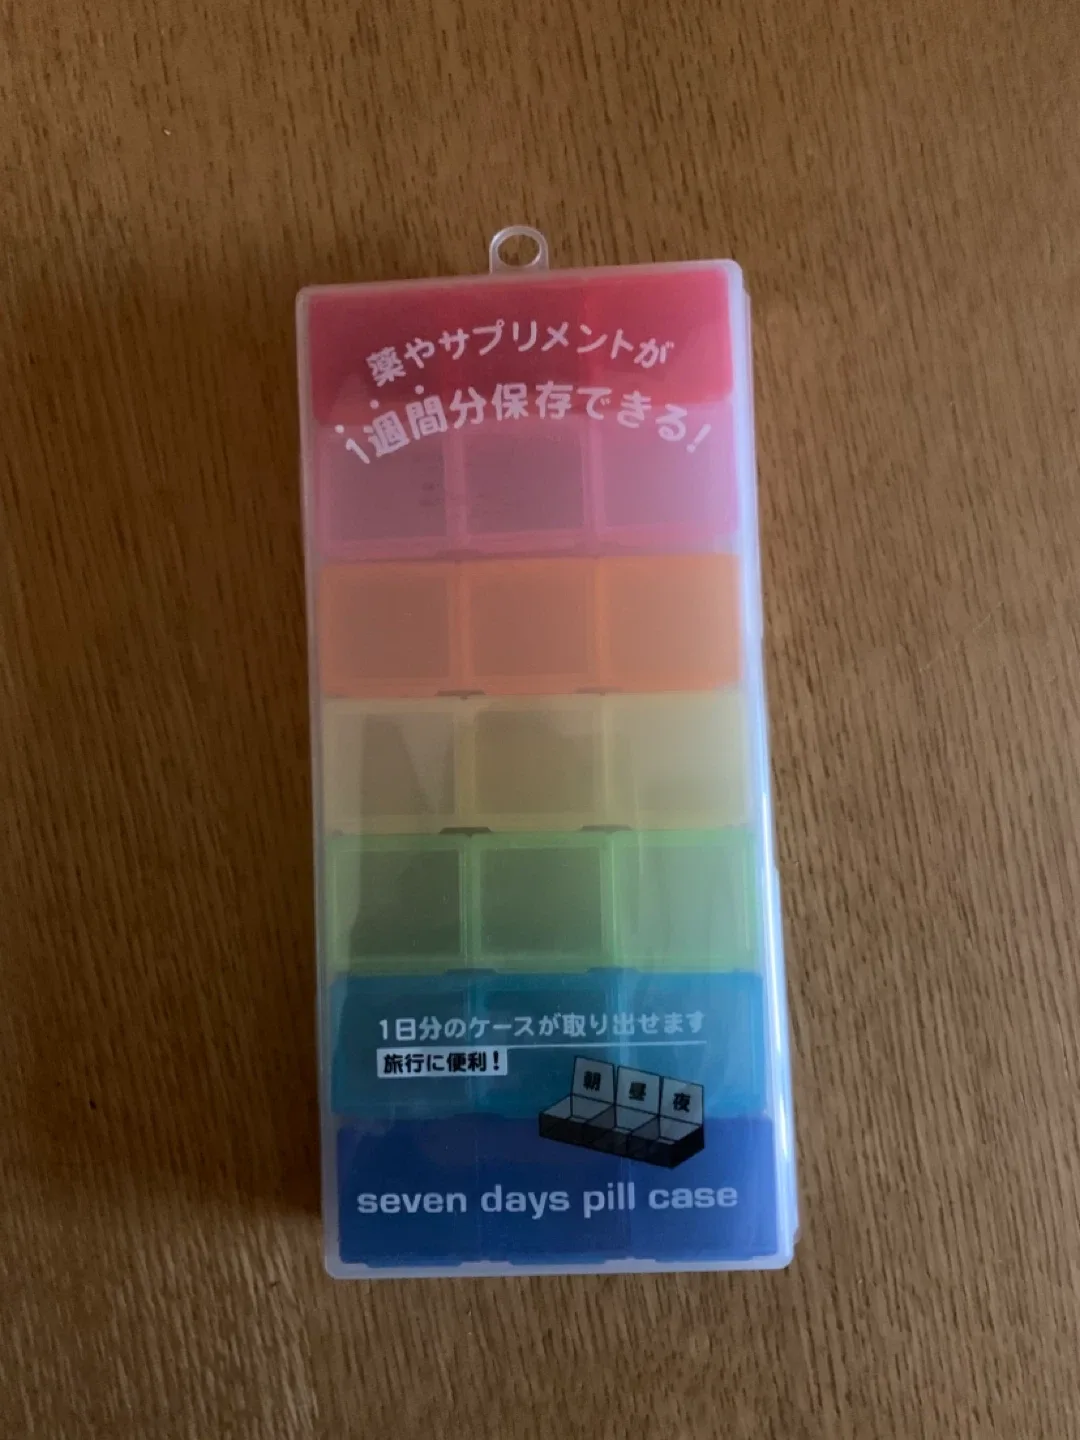 薬やサプリメントが
1週間分保存できる!
1日分のケースが取り出せます
旅行に便利!
朝 昼 夜
seven days pill case